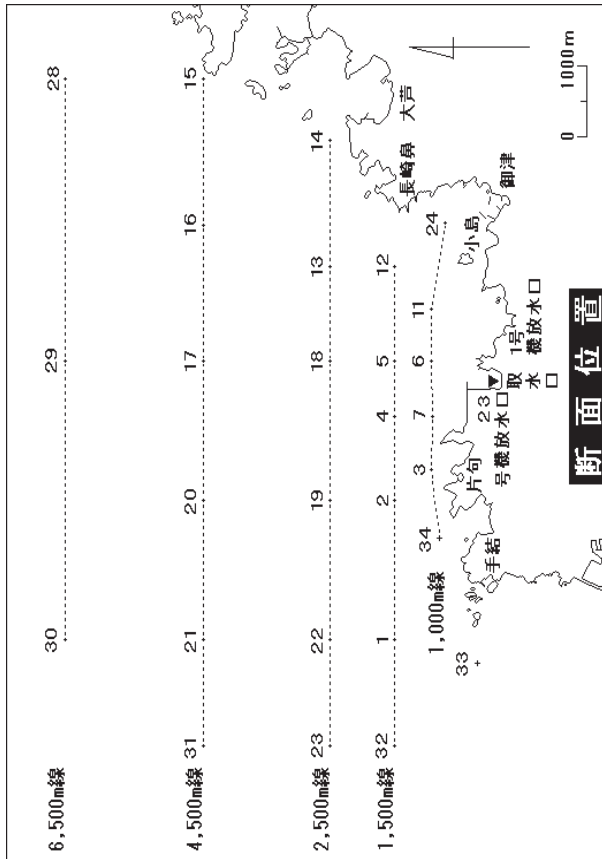 6,500m線
30 29 28
4,500m線
31 21 20 17 16 15
2,500m線
23 22 19 18 13 14
1,500m線
32 1 2 4 5 12
1,000m線
34 3 7 6 11 24
33
手結
片句
23
号機放水口
取水口
1号
機放水口
小島
御津
長崎鼻
大芦
0 1000m
断面位置